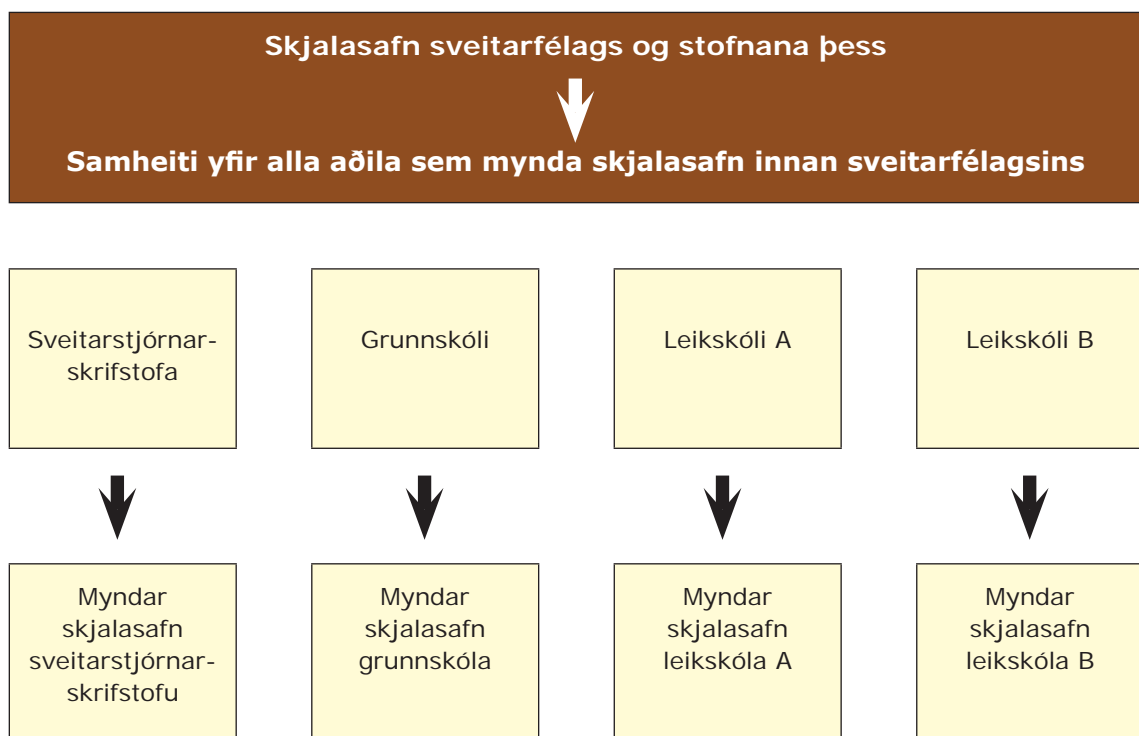 Skjalasafn sveitarfélags og stofnana þess
Samheiti yfir alla aðila sem mynda skjalasafn innan sveitarfélagsins
Sveitarstjórnar-
skrifstofa
Grunnskóli
Leikskóli A
Leikskóli B
Myndar
skjalasafn
sveitarstjórnar-
skrifstofu
Myndar
skjalasafn
grunnskóla
Myndar
skjalasafn
leikskóla A
Myndar
skjalasafn
leikskóla B